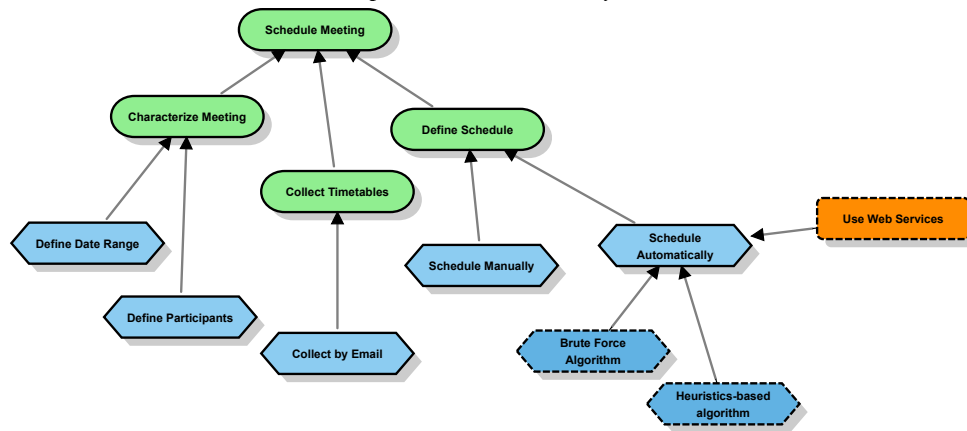 Schedule Meeting
Characterize Meeting
Define Schedule
Collect Timetables
Use Web Services
Define Date Range
Schedule Manually
Schedule
Automatically
Define Participants
Collect by Email
Brute Force
Algorithm
Heuristics-based
algorithm